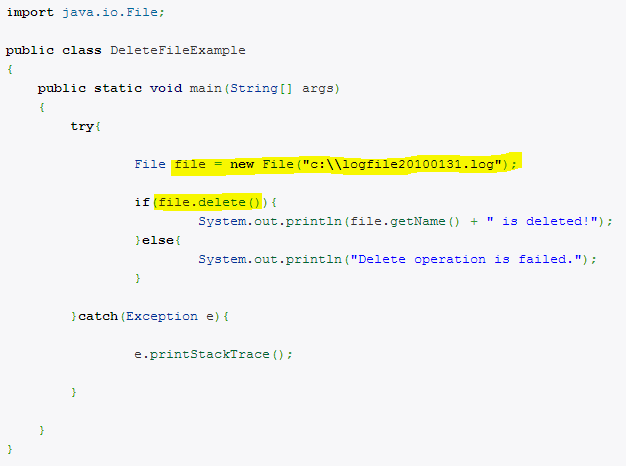 import java.io.File;
public class DeleteFileExample
{
public static void main(String[] args)
{
try{
File file = new File("c:\\logfile20100131.log");
if(file.delete()){
System.out.println(file.getName() + " is deleted!");
}else{
System.out.println("Delete operation is failed.");
}
}catch(Exception e){
e.printStackTrace();
}
}
}